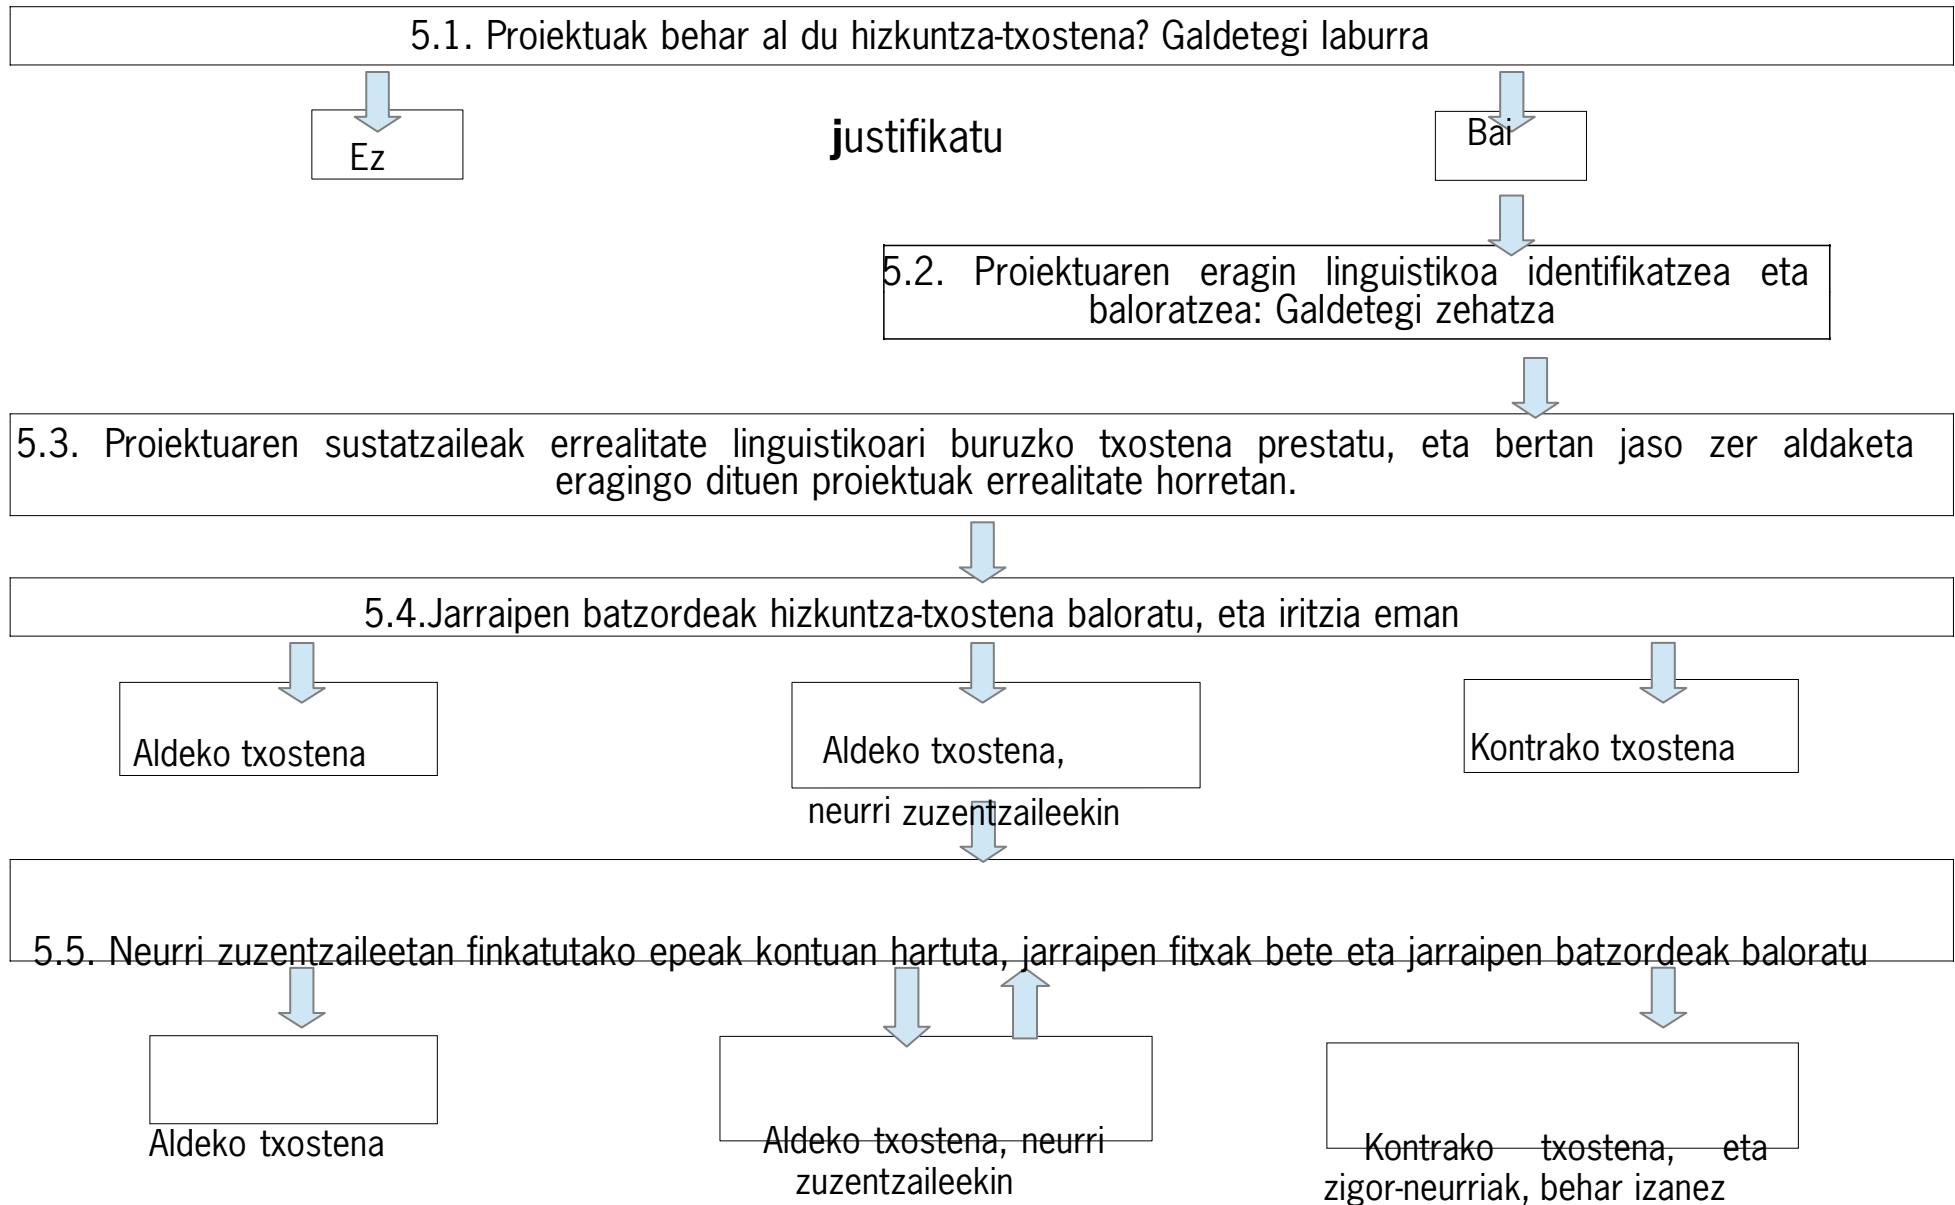 5.1. Proiektuak behar al du hizkuntza-txostena? Galdetegi laburra
Ez
justifikatu
Bai
5.2. Proiektuaren eragin linguistikoa identifikatzea eta
baloratzea: Galdetegi zehatza
5.3. Proiektuaren sustatzaileak errealitate linguistikoari buruzko txostena prestatu, eta bertan jaso zer aldaketa
eragingo dituen proiektuak errealitate horretan.
5.4.Jarraipen batzordeak hizkuntza-txostena baloratu, eta iritzia eman
Aldeko txostena
Aldeko txostena,
neurri zuzentzaileekin
Kontrako txostena
5.5. Neurri zuzentzaileetan finkatutako epeak kontuan hartuta, jarraipen fitxak bete eta jarraipen batzordeak baloratu
Aldeko txostena
Aldeko txostena, neurri
zuzentzaileekin
Kontrako txostena, eta
zigor-neurriak, behar izanez